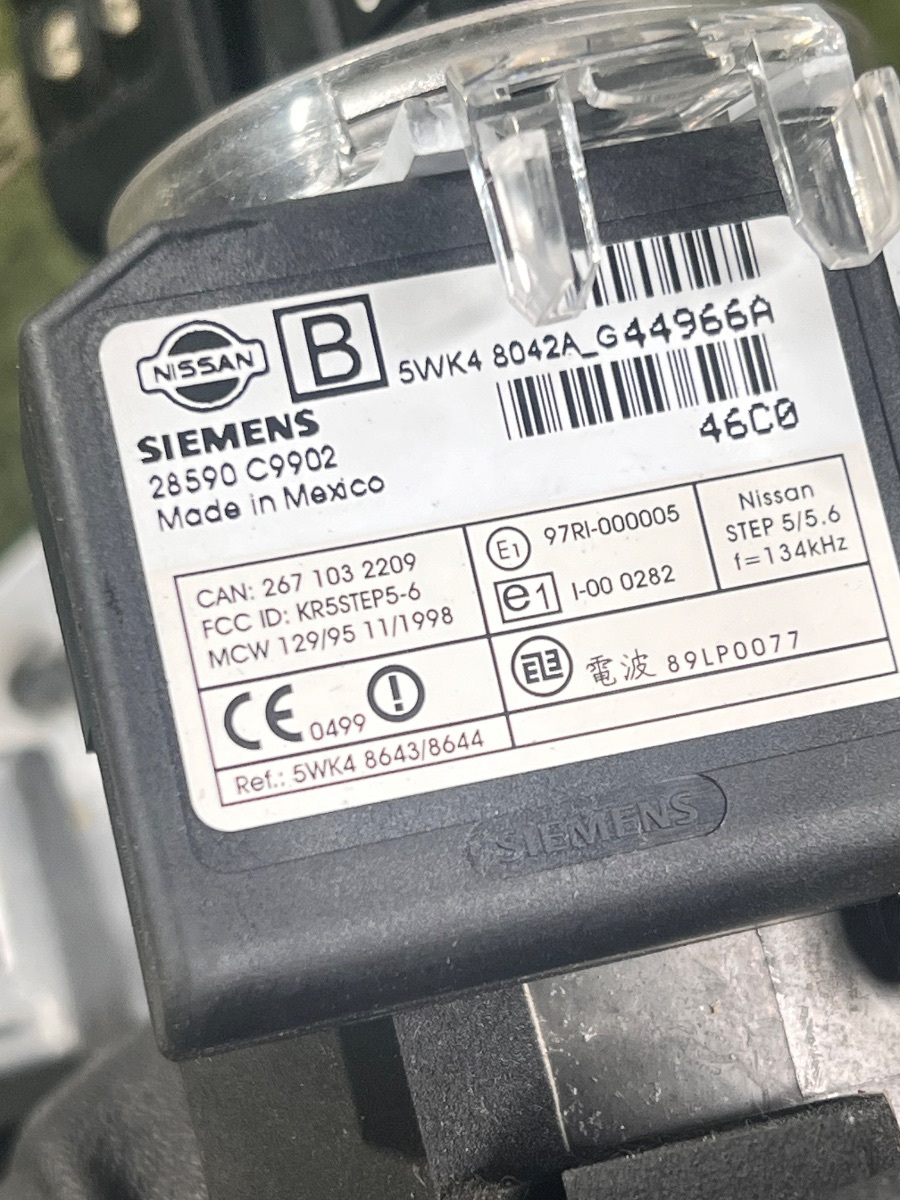 NISSAN
B
5WK4 8042A_G44966A
46C0
SIEMENS
28590 C9902
Made in Mexico
CAN: 267 103 2209
FCC ID: KR5STEP5-6
MCW 129/95 11/1998
E1 97RI-000005
e1 I-00 0282
Nissan
STEP 5/5.6
f=134kHz
CE 0499
電波 89LP0077
Ref.: 5WK4 8643/8644
SIEMENS